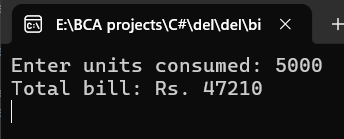 E:\BCA projects\C#\del\del\bi
Enter units consumed: 5000
Total bill: Rs. 47210